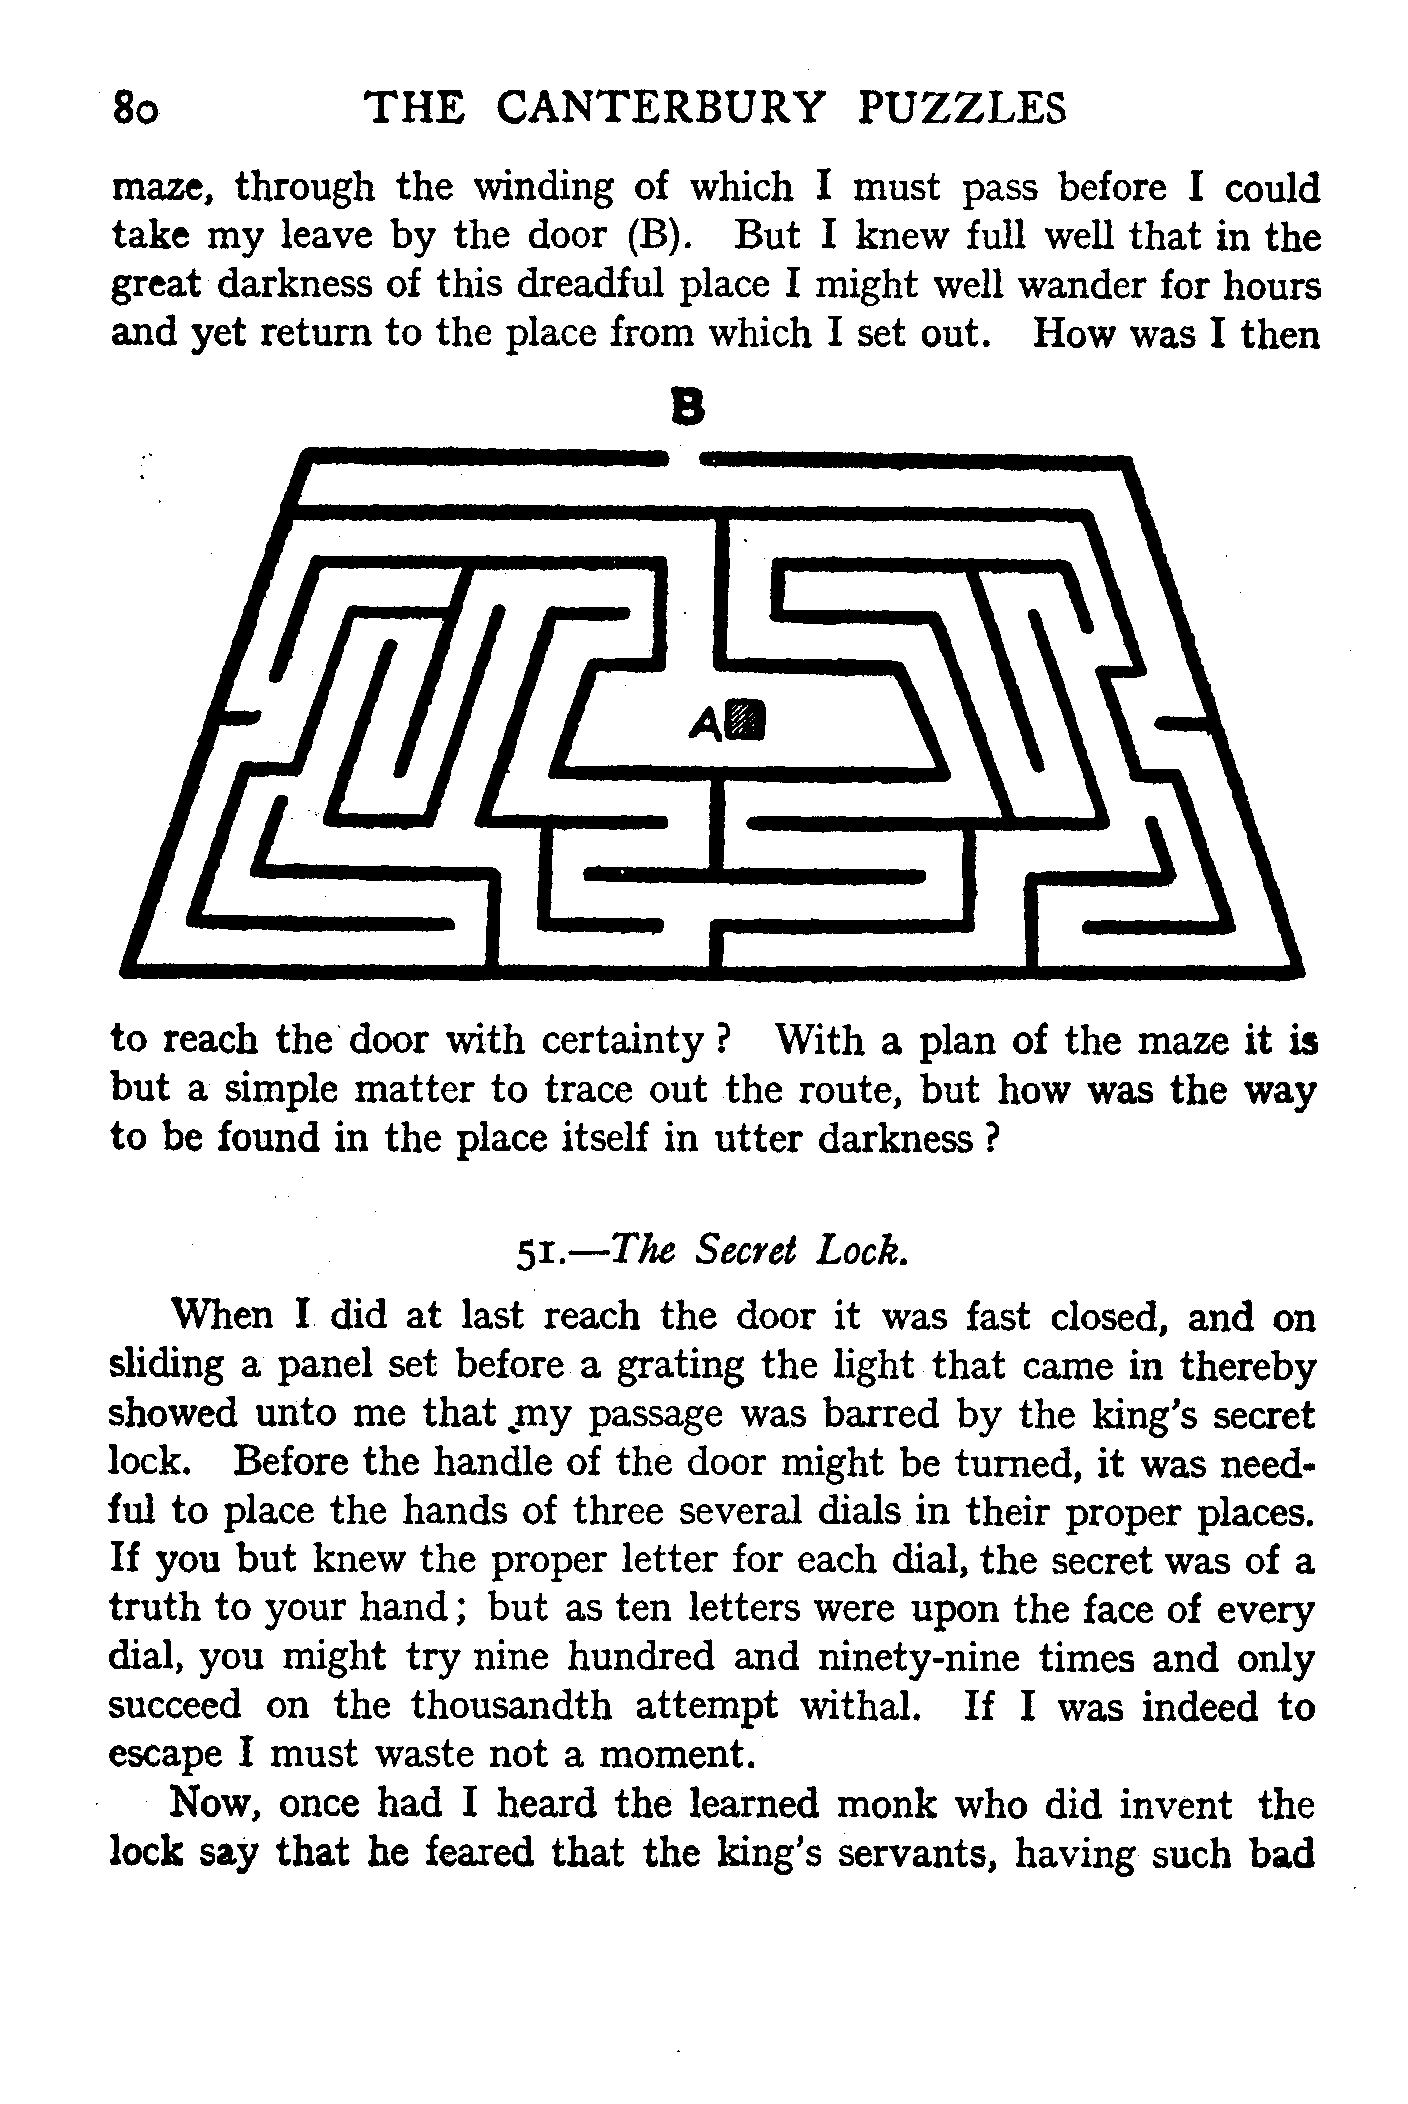 80 THE CANTERBURY PUZZLES
maze, through the winding of which I must pass before I could
take my leave by the door (B). But I knew full well that in the
great darkness of this dreadful place I might well wander for hours
and yet return to the place from which I set out. How was I then
B
A
to reach the door with certainty ? With a plan of the maze it is
but a simple matter to trace out the route, but how was the way
to be found in the place itself in utter darkness ?
51.—The Secret Lock.
When I did at last reach the door it was fast closed, and on
sliding a panel set before a grating the light that came in thereby
showed unto me that my passage was barred by the king's secret
lock. Before the handle of the door might be turned, it was need-
ful to place the hands of three several dials in their proper places.
If you but knew the proper letter for each dial, the secret was of a
truth to your hand ; but as ten letters were upon the face of every
dial, you might try nine hundred and ninety-nine times and only
succeed on the thousandth attempt withal. If I was indeed to
escape I must waste not a moment.
Now, once had I heard the learned monk who did invent the
lock say that he feared that the king's servants, having such bad